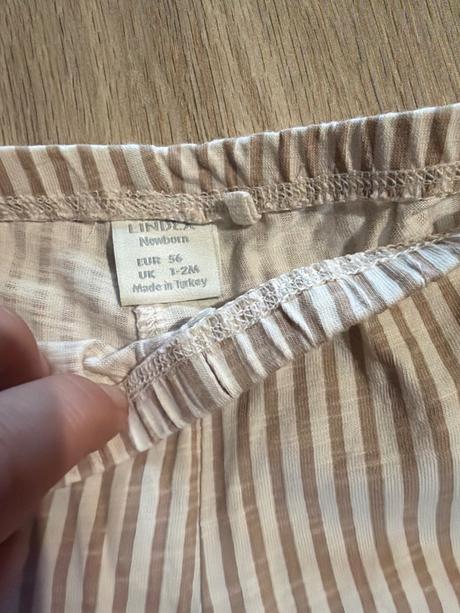 LINDEX
Newborn
EUR 56
UK 1-2M
Made in Turkey